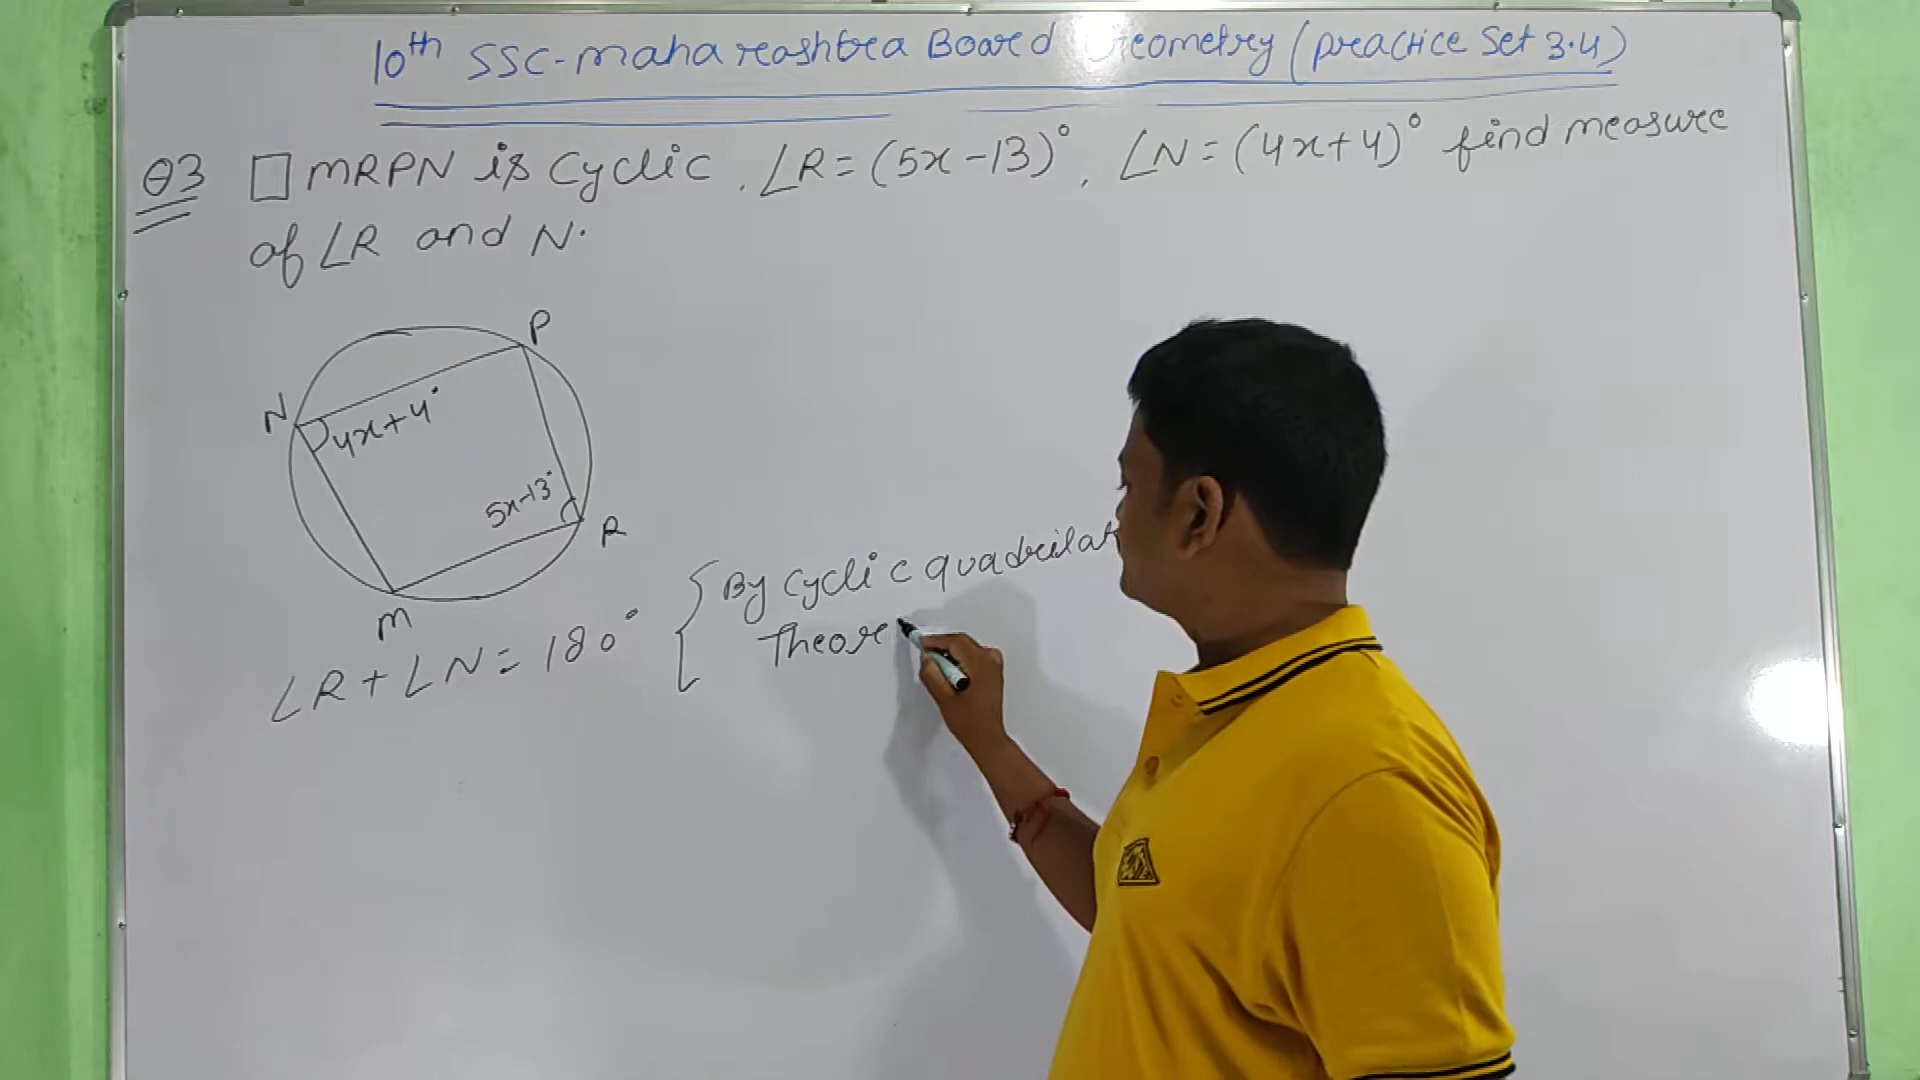 10th SSC-maharashtra Board Geometry (practice Set 3.4)
Q3 □ MRPN is Cyclic. ∠R = (5x-13)°, ∠N = (4x+4)° find measure
of ∠R and N.
P
N
4x+4°
5x-13°
R
M
∠R + ∠N = 180° { By cyclic quadrilat
Theore